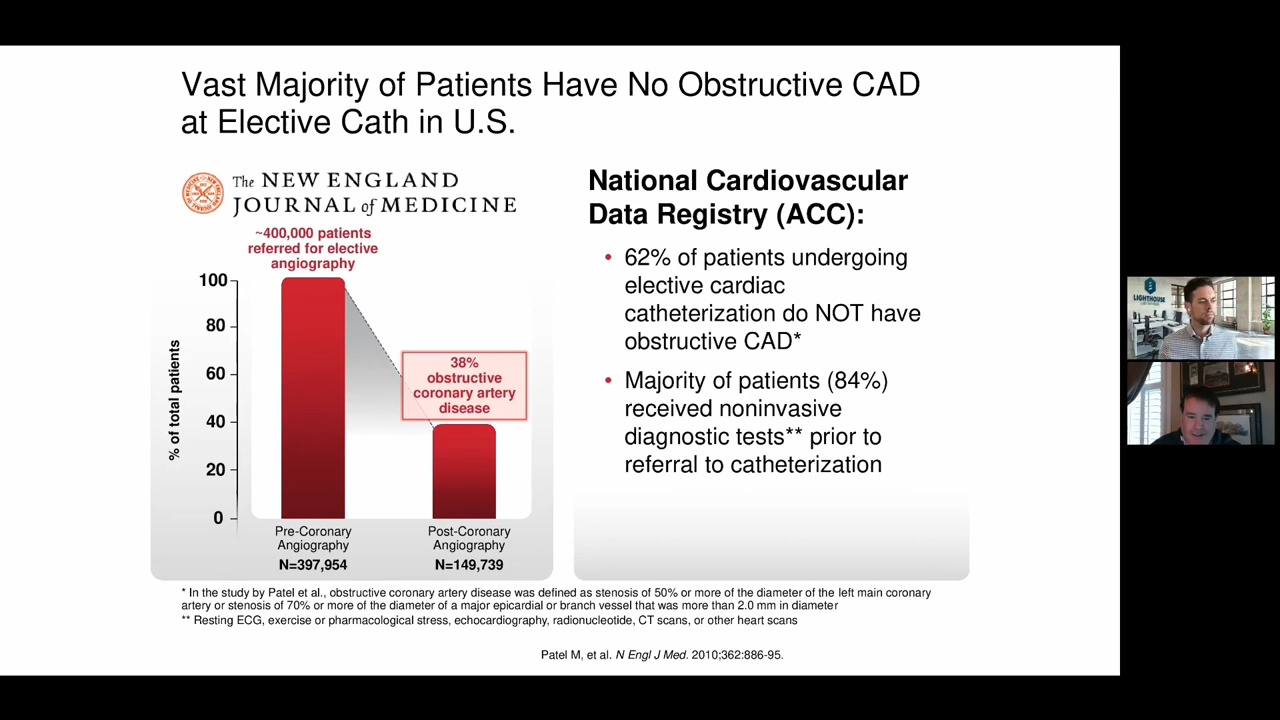 Vast Majority of Patients Have No Obstructive CAD
at Elective Cath in U.S.
The NEW ENGLAND
JOURNAL of MEDICINE
~400,000 patients
referred for elective
angiography
% of total patients
100
80
60
40
20
0
38%
obstructive
coronary artery
disease
Pre-Coronary
Angiography
N=397,954
Post-Coronary
Angiography
N=149,739
National Cardiovascular
Data Registry (ACC):
• 62% of patients undergoing
elective cardiac
catheterization do NOT have
obstructive CAD*
• Majority of patients (84%)
received noninvasive
diagnostic tests** prior to
referral to catheterization
* In the study by Patel et al., obstructive coronary artery disease was defined as stenosis of 50% or more of the diameter of the left main coronary
artery or stenosis of 70% or more of the diameter of a major epicardial or branch vessel that was more than 2.0 mm in diameter
** Resting ECG, exercise or pharmacological stress, echocardiography, radionucleotide, CT scans, or other heart scans
Patel M, et al. N Engl J Med. 2010;362:886-95.
LIGHTHOUSE